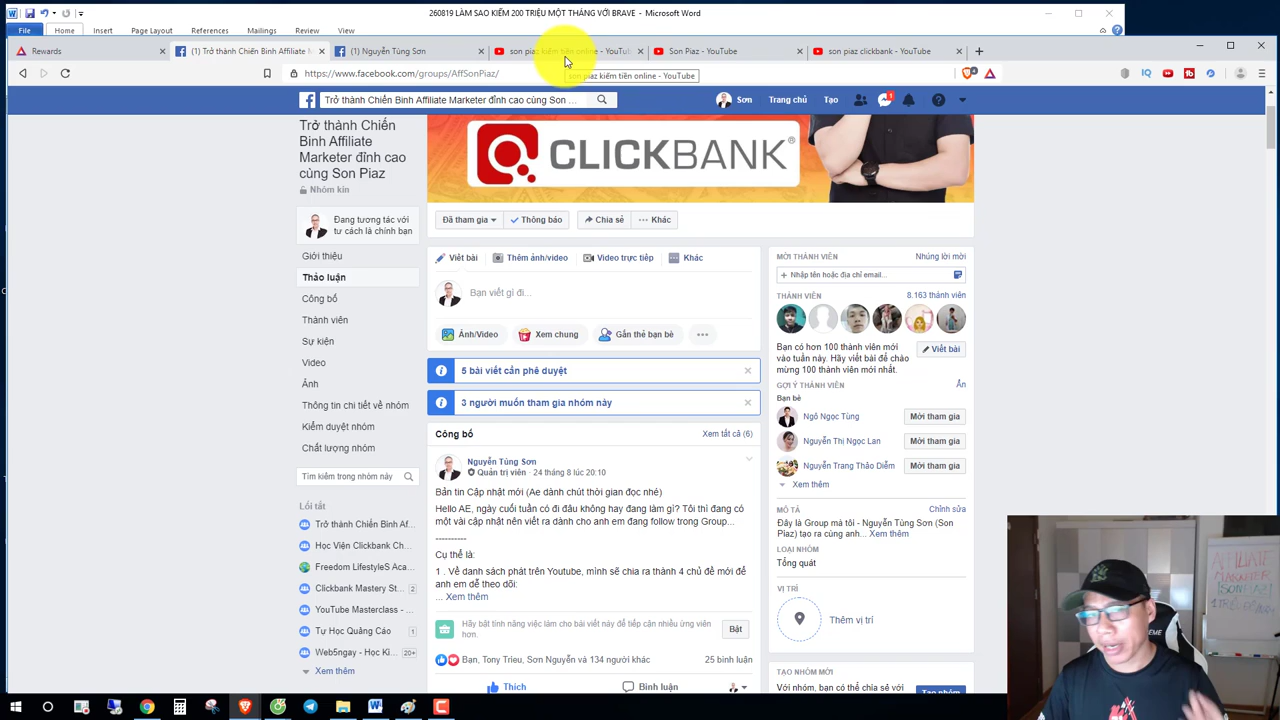 260819 LÀM SAO KIẾM 200 TRIỆU MỘT THÁNG VỚI BRAVE - Microsoft Word
File
Home
Insert
Page Layout
References
Mailings
Review
View
Rewards
(1) Trở thành Chiến Binh Affiliate M
(1) Nguyễn Tùng Sơn
son piaz kiếm tiền online - YouTu
Son Piaz - YouTube
son piaz clickbank - YouTube
https://www.facebook.com/groups/AffSonPiaz/
son piaz kiếm tiền online - YouTube
Trở thành Chiến Binh Affiliate Marketer đỉnh cao cùng Son ...
Sơn
Trang chủ
Tạo
1
Trở thành Chiến
Binh Affiliate
Marketer đỉnh cao
cùng Son Piaz
Nhóm kín
Đang tương tác với
tư cách là chính bạn
Giới thiệu
Thảo luận
Công bố
Thành viên
Sự kiện
Video
Ảnh
Thông tin chi tiết về nhóm
Kiểm duyệt nhóm
Chất lượng nhóm
Tìm kiếm trong nhóm này
Lối tắt
Trở thành Chiến Binh Af...
Học Viện Clickbank Ch...
Freedom LifestyleS Aca...
Clickbank Mastery St... 2
YouTube Masterclass - ...
Tự Học Quảng Cáo 1
Web5ngay - Học Ki... 20+
Xem thêm
CLICKBANK
Đã tham gia
Thông báo
Chia sẻ
Khác
Viết bài
Thêm ảnh/video
Video trực tiếp
Khác
Bạn viết gì đi...
Ảnh/Video
Xem chung
Gắn thẻ bạn bè
5 bài viết cần phê duyệt
3 người muốn tham gia nhóm này
Công bố
Xem tất cả (6)
Nguyễn Tùng Sơn
Quản trị viên · 24 tháng 8 lúc 20:10
Bản tin Cập nhật mới (Ae dành chút thời gian đọc nhé)
Hello AE, ngày cuối tuần có đi đâu không hay đang làm gì? Tôi thì đang có
một vài cập nhật nên viết ra dành cho anh em đang follow trong Group...
----------
Cụ thể là:
1 . Về danh sách phát trên Youtube, mình sẽ chia ra thành 4 chủ đề mới để
anh em dễ theo dõi:
... Xem thêm
Hãy bật tính năng việc làm cho bài viết này để tiếp cận nhiều ứng viên
hơn.
Bật
Bạn, Tony Trieu, Sơn Nguyễn và 134 người khác
25 bình luận
Thích
Bình luận
MỜI THÀNH VIÊN
Nhúng lời mời
Nhập tên hoặc địa chỉ email...
THÀNH VIÊN
8.163 thành viên
Bạn có hơn 100 thành viên mới
vào tuần này. Hãy viết bài để chào
mừng 100 thành viên mới nhất.
Viết bài
GỢI Ý THÀNH VIÊN
Ẩn
Bạn bè
Ngô Ngọc Tùng
Mời tham gia
Nguyễn Thị Ngọc Lan
Mời tham gia
Nguyễn Trang Thảo Diễm
Mời tham gia
Xem thêm
MÔ TẢ
Chỉnh sửa
Đây là Group mà tôi - Nguyễn Tùng Sơn (Son
Piaz) tạo ra cùng anh... Xem thêm
LOẠI NHÓM
Tổng quát
VỊ TRÍ
Thêm vị trí
TẠO NHÓM MỚI
Với nhóm, bạn có thể chia sẻ với
Tạo nhóm
AFFILIATE
MARKETER